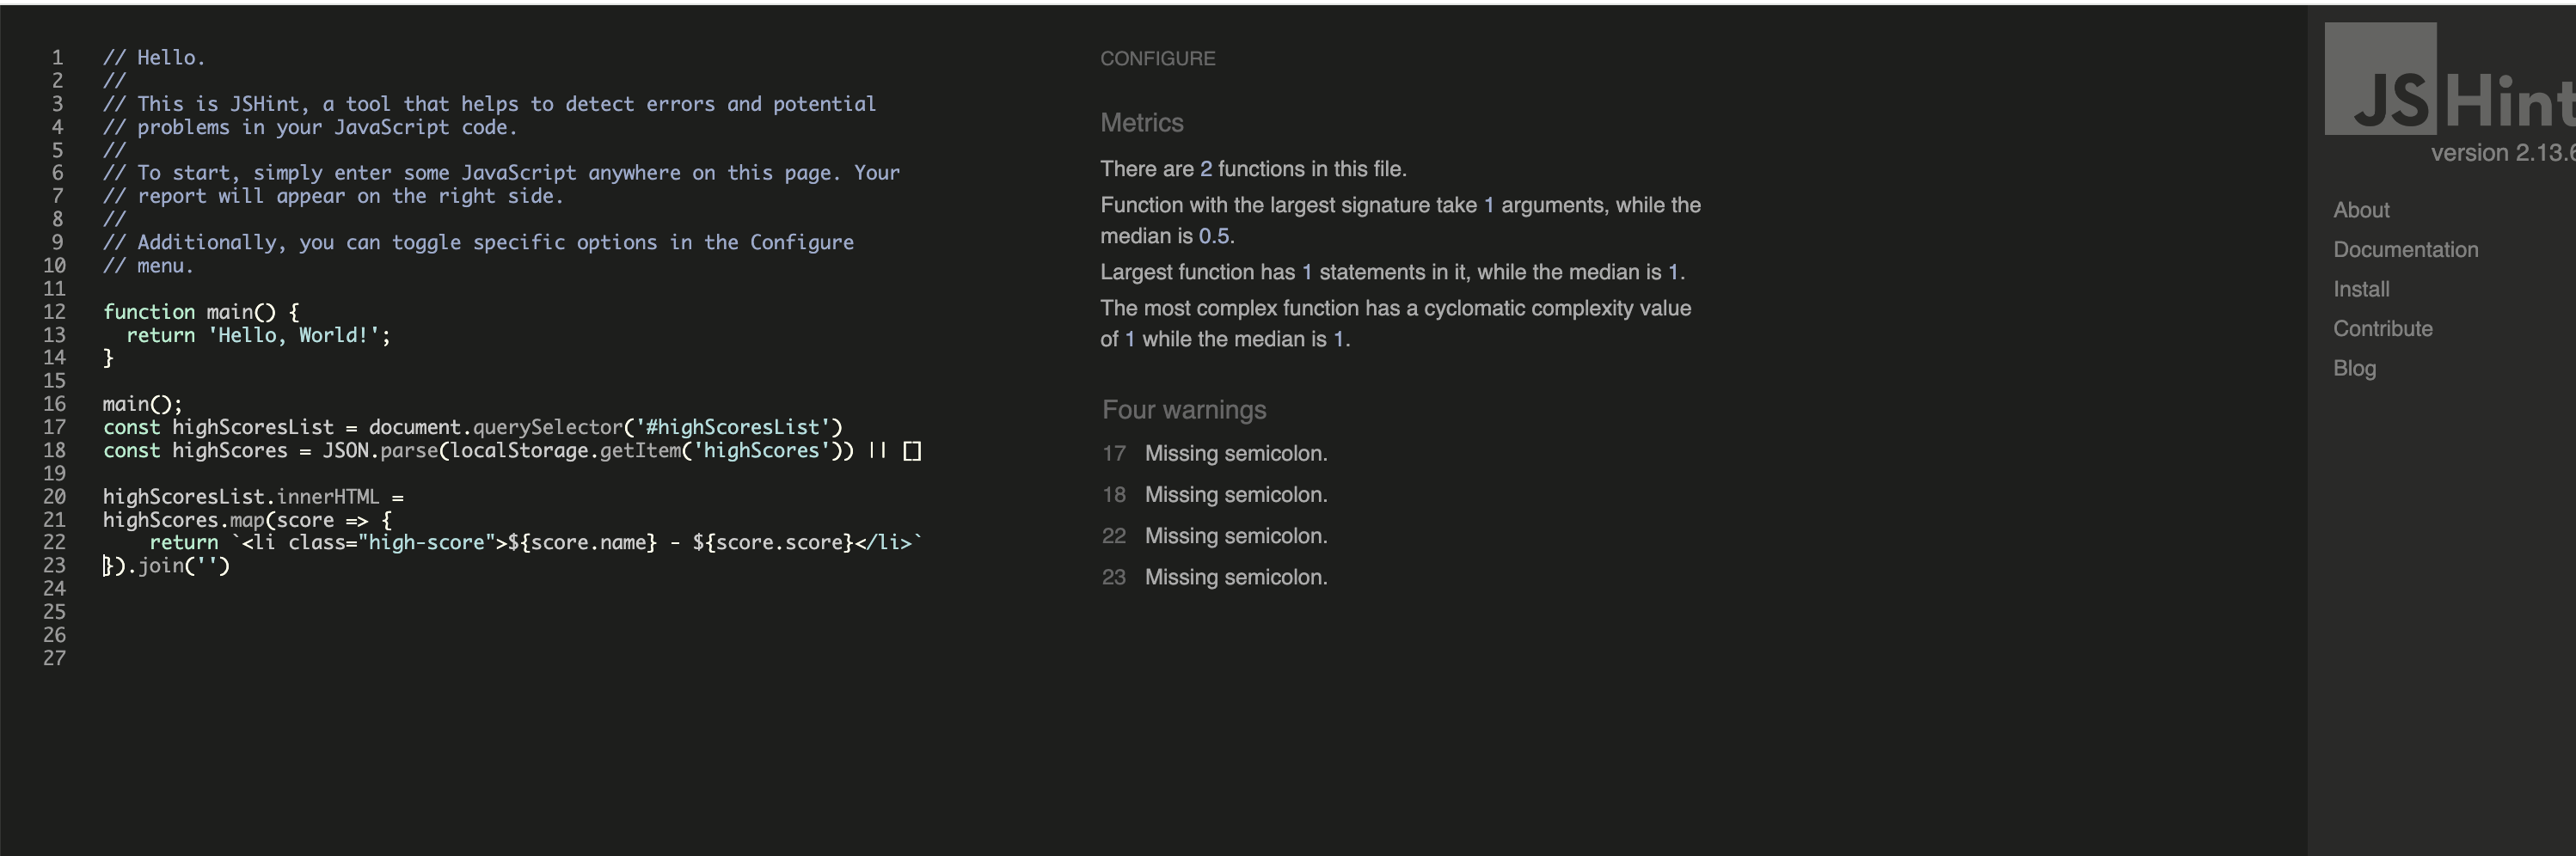 1 // Hello.
2 //
3 // This is JSHint, a tool that helps to detect errors and potential
4 // problems in your JavaScript code.
5 //
6 // To start, simply enter some JavaScript anywhere on this page. Your
7 // report will appear on the right side.
8 //
9 // Additionally, you can toggle specific options in the Configure
10 // menu.
11
12 function main() {
13   return 'Hello, World!';
14 }
15
16 main();
17 const highScoresList = document.querySelector('#highScoresList')
18 const highScores = JSON.parse(localStorage.getItem('highScores')) || []
19
20 highScoresList.innerHTML =
21 highScores.map(score => {
22     return `<li class="high-score">${score.name} - ${score.score}</li>`
23 }).join('')
24
25
26
27
CONFIGURE
Metrics
There are 2 functions in this file.
Function with the largest signature take 1 arguments, while the
median is 0.5.
Largest function has 1 statements in it, while the median is 1.
The most complex function has a cyclomatic complexity value
of 1 while the median is 1.
Four warnings
17 Missing semicolon.
18 Missing semicolon.
22 Missing semicolon.
23 Missing semicolon.
JSHint
version 2.13.6
About
Documentation
Install
Contribute
Blog